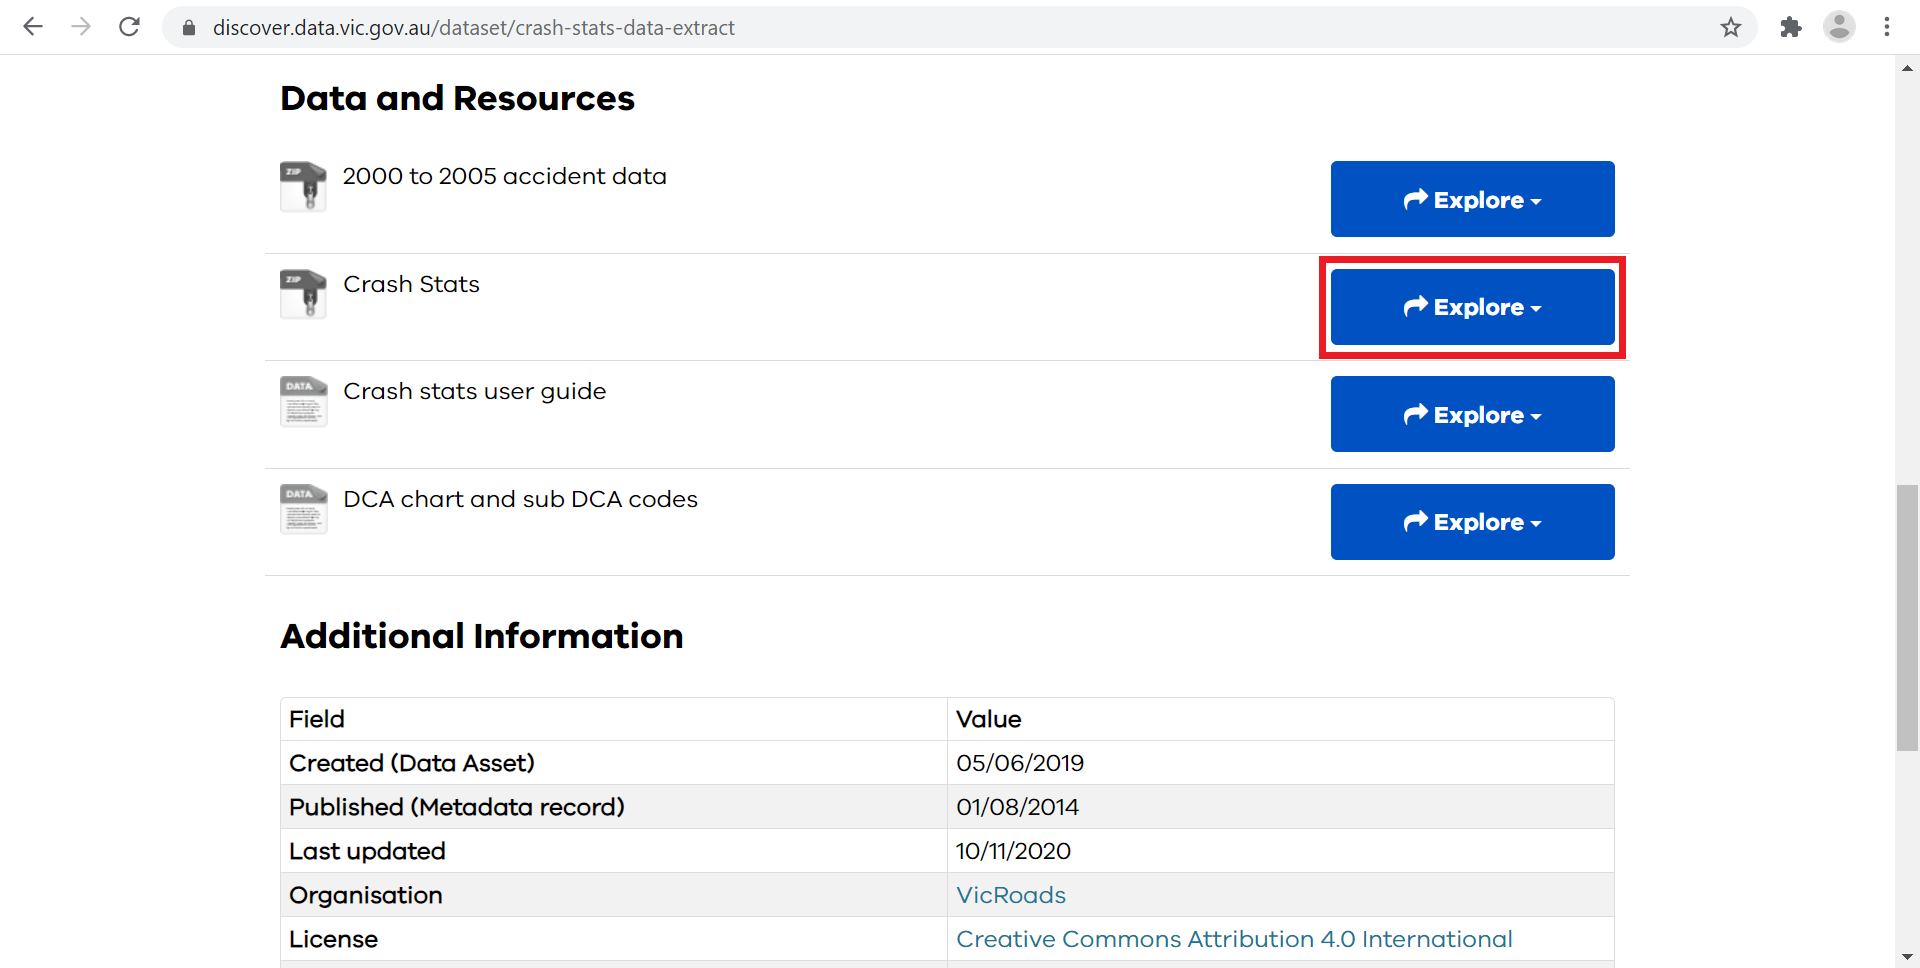 discover.data.vic.gov.au/dataset/crash-stats-data-extract
Data and Resources
ZIP
2000 to 2005 accident data
Explore
ZIP
Crash Stats
Explore
DATA
Crash stats user guide
Explore
DATA
DCA chart and sub DCA codes
Explore
Additional Information
Field Value
Created (Data Asset) 05/06/2019
Published (Metadata record) 01/08/2014
Last updated 10/11/2020
Organisation VicRoads
License Creative Commons Attribution 4.0 International